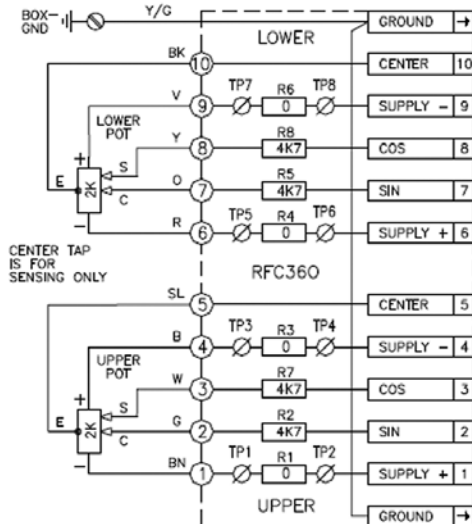 BOX-GND Y/G GROUND →
LOWER
BK 10 CENTER 10
V 9 TP7 R6 0 TP8 SUPPLY - 9
LOWER POT
Y 8 R8 4K7 COS 8
+ S
E 2K C O 7 R5 4K7 SIN 7
- R 6 TP5 R4 0 TP6 SUPPLY + 6
CENTER TAP
IS FOR
SENSING ONLY
RFC360
SL 5 CENTER 5
B 4 TP3 R3 0 TP4 SUPPLY - 4
UPPER POT
W 3 R7 4K7 COS 3
+ S
E 2K C G 2 R2 4K7 SIN 2
- BN 1 TP1 R1 0 TP2 SUPPLY + 1
UPPER
GROUND →